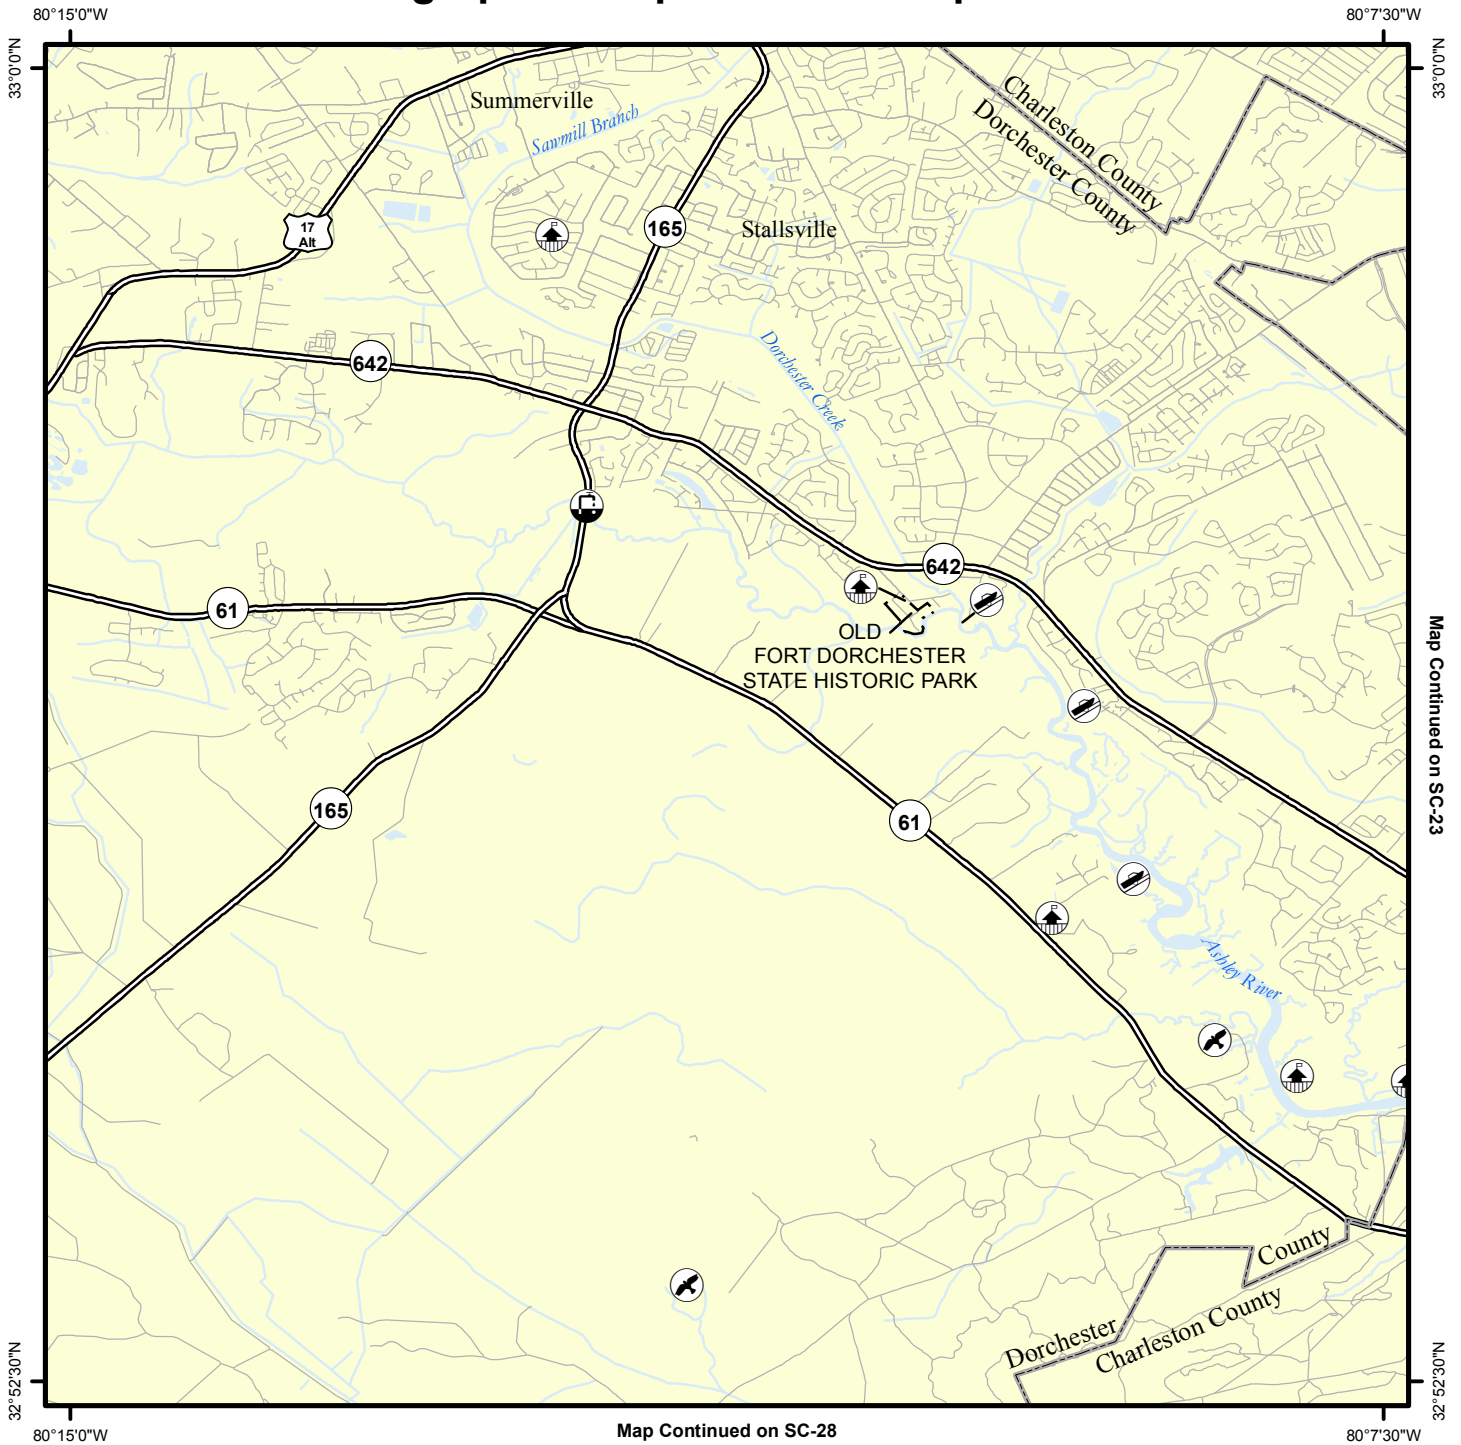 80°15'0"W
80°7'30"W
33°0'0"N
33°0'0"N
Summerville
Sawmill Branch
Charleston County
Dorchester County
17
Alt
165
Stallsville
642
Dorchester Creek
642
61
OLD
FORT DORCHESTER
STATE HISTORIC PARK
Map Continued on SC-23
165
61
Ashley River
County
Dorchester
Charleston County
32°52'30"N
32°52'30"N
80°15'0"W
Map Continued on SC-28
80°7'30"W